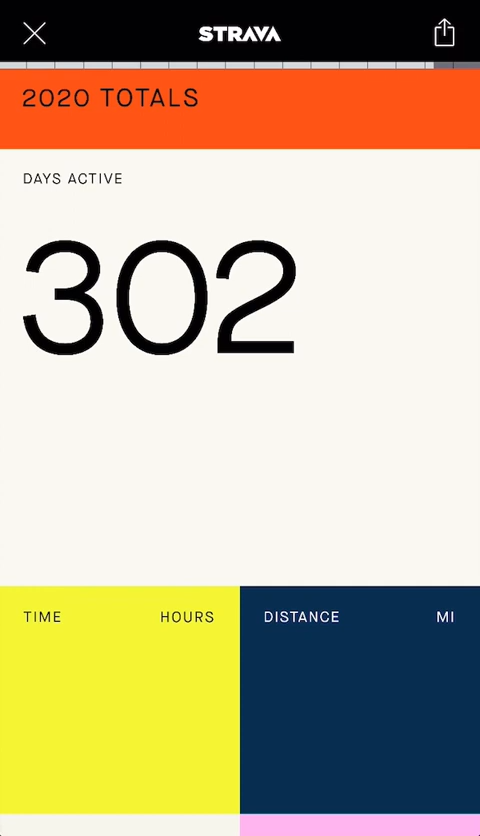 STRAVA
2020 TOTALS
DAYS ACTIVE
302
TIME HOURS
DISTANCE MI